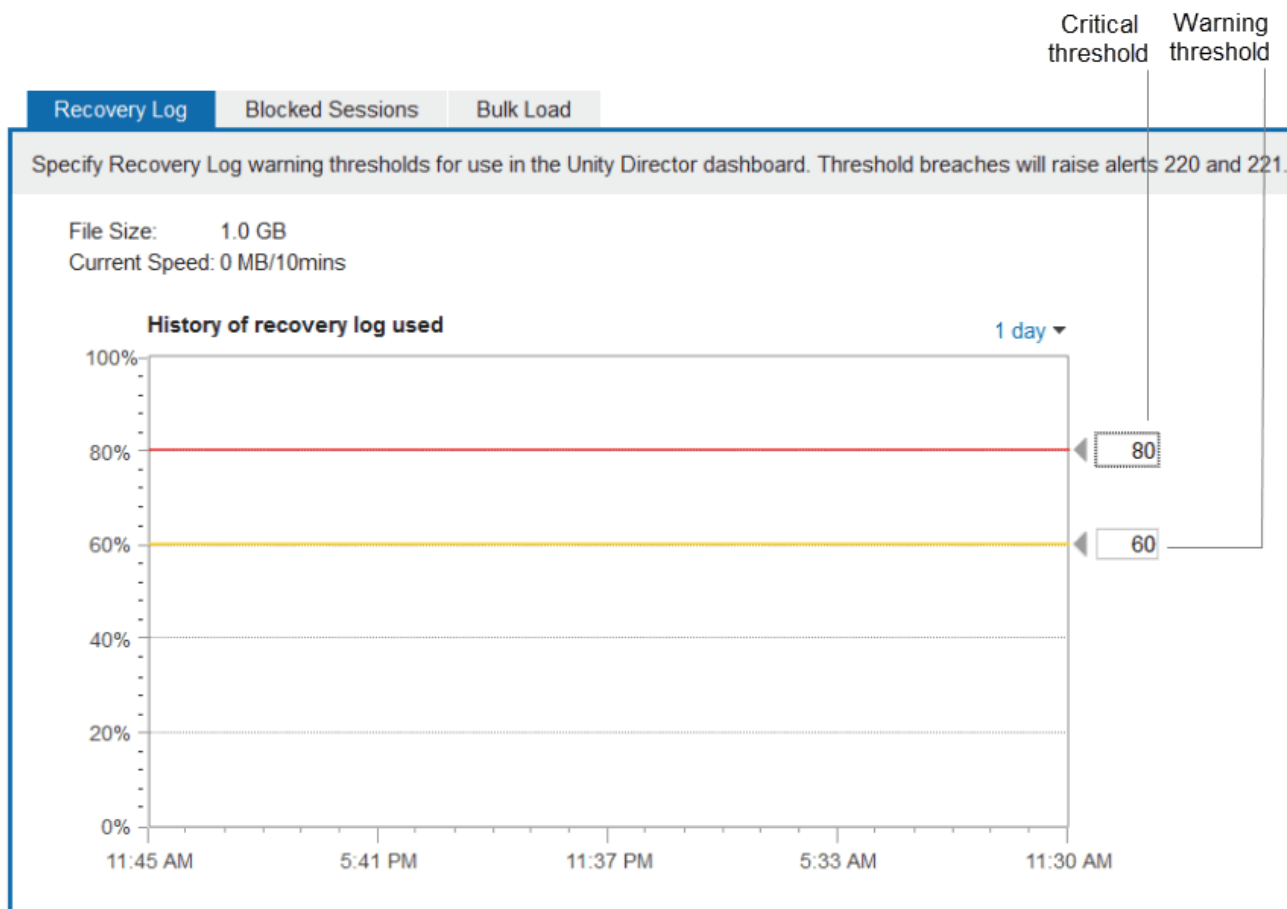 Critical threshold
Warning threshold
Recovery Log
Blocked Sessions
Bulk Load
Specify Recovery Log warning thresholds for use in the Unity Director dashboard. Threshold breaches will raise alerts 220 and 221.
File Size: 1.0 GB
Current Speed: 0 MB/10mins
History of recovery log used
1 day
100%
80%
60%
40%
20%
0%
80
60
11:45 AM
5:41 PM
11:37 PM
5:33 AM
11:30 AM